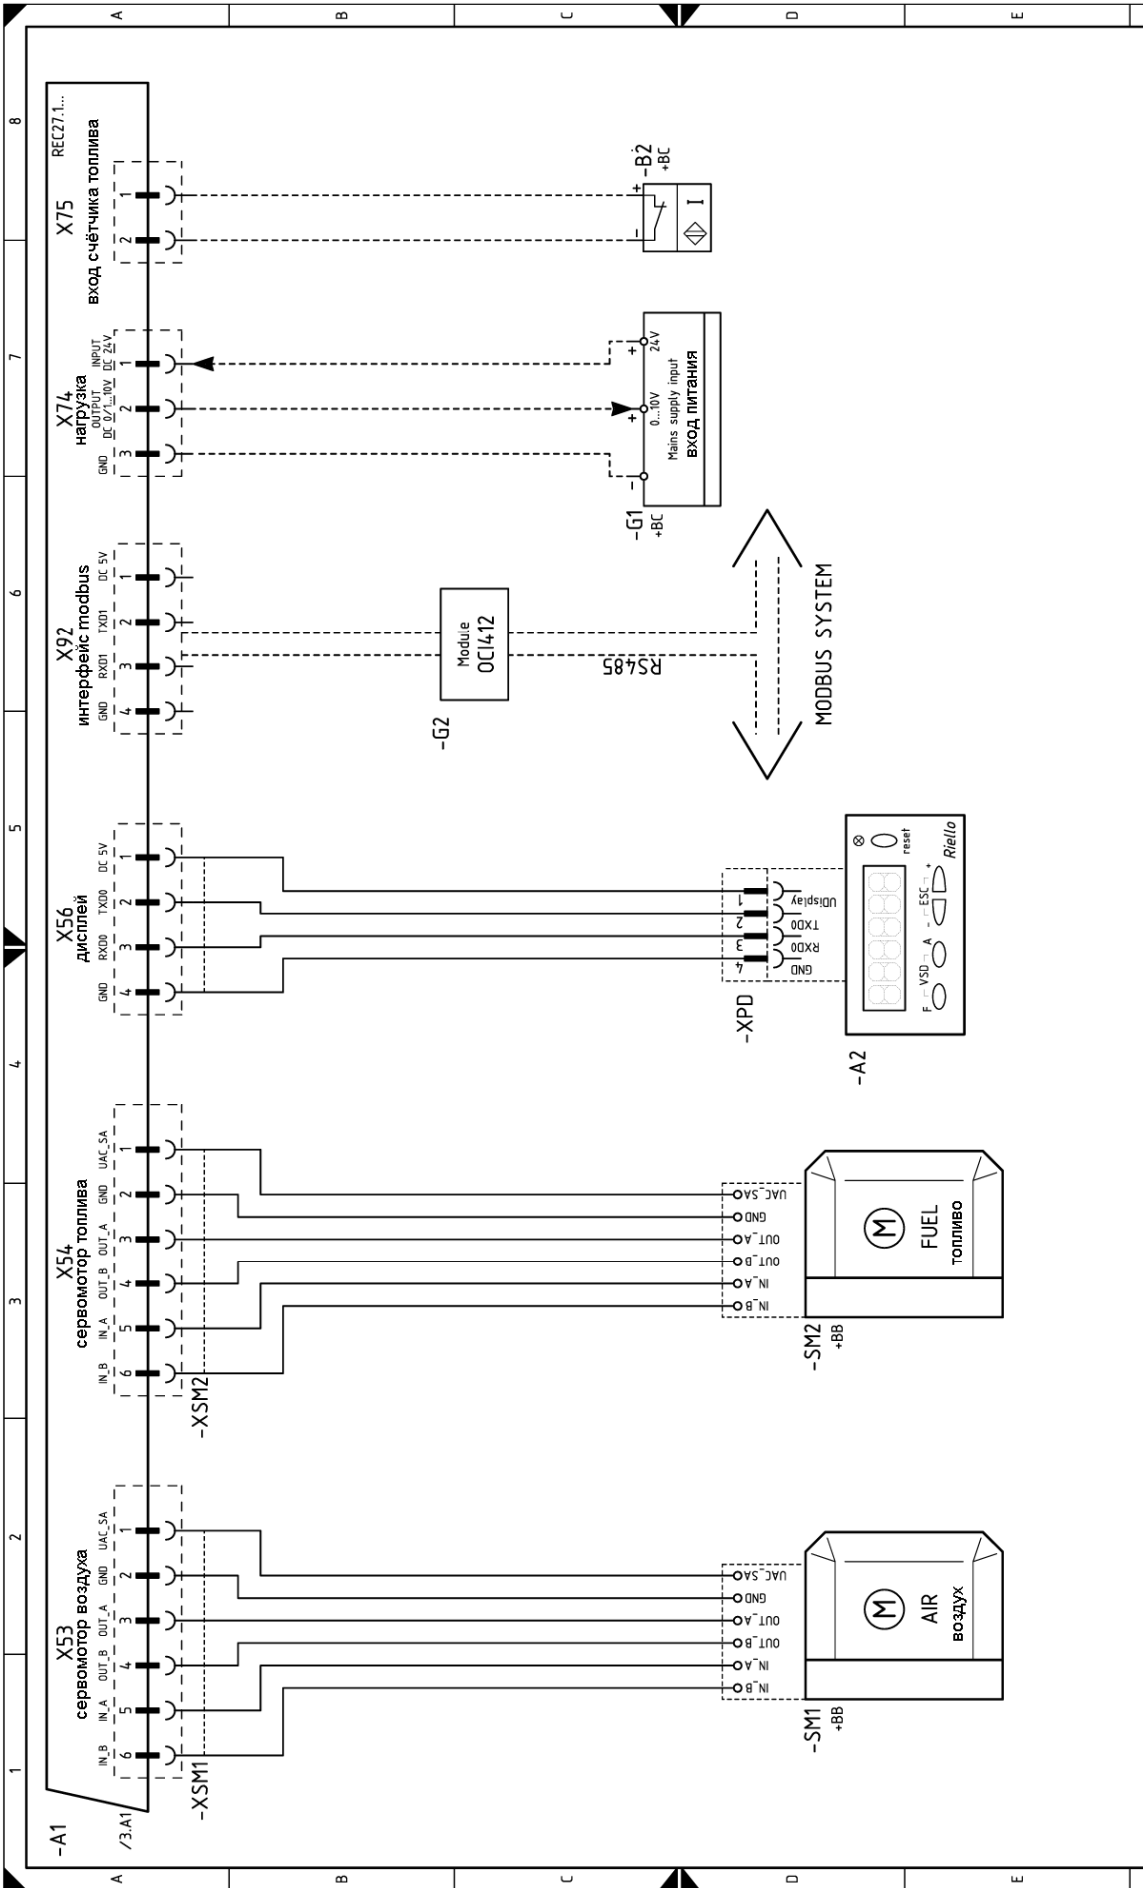 1
2
3
4
5
6
7
8
A
B
C
D
E
-A1
/3.A1
REC27.1...
X53
сервомотор воздуха
IN_B
IN_A
OUT_B
OUT_A
GND
UAC_SA
6
5
4
3
2
1
-XSM1
X54
сервомотор топлива
IN_B
IN_A
OUT_B
OUT_A
GND
UAC_SA
6
5
4
3
2
1
-XSM2
X56
дисплей
GND
RXD0
TXD0
DC 5V
4
3
2
1
X92
интерфейс modbus
GND
RXD1
TXD1
DC 5V
4
3
2
1
X74
нагрузка
GND
OUTPUT
DC 0/1...10V
INPUT
DC 24V
3
2
1
X75
вход счётчика топлива
2
1
IN_B
IN_A
OUT_B
OUT_A
GND
UAC_SA
-SM1
+BB
M
AIR
воздух
IN_B
IN_A
OUT_B
OUT_A
GND
UAC_SA
-SM2
+BB
M
FUEL
топливо
-XPD
4
3
2
1
GND
RXD0
TXD0
UDisplay
-A2
F
VSD
A
-
ESC
+
reset
Riello
-G2
Module
OCI412
RS485
MODBUS SYSTEM
-G1
+BC
-
+
+
0...10V
24V
Mains supply input
вход питания
-B2
+BC
-
+
I
A
B
C
D
E